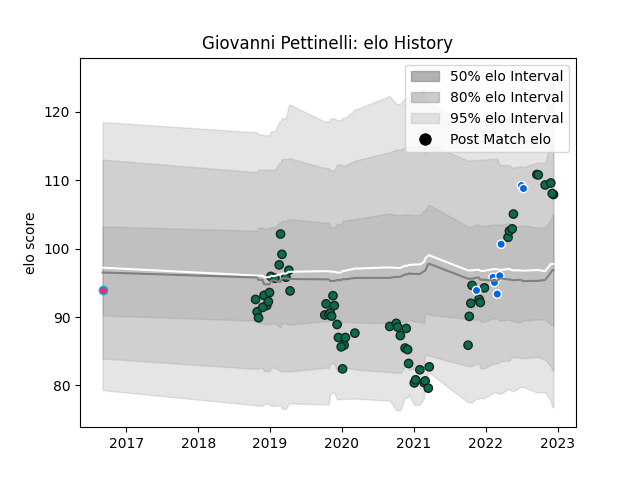 Giovanni Pettinelli: elo History
50% elo Interval
80% elo Interval
95% elo Interval
Post Match elo
elo score
120
110
100
90
80
2017 2018 2019 2020 2021 2022 2023